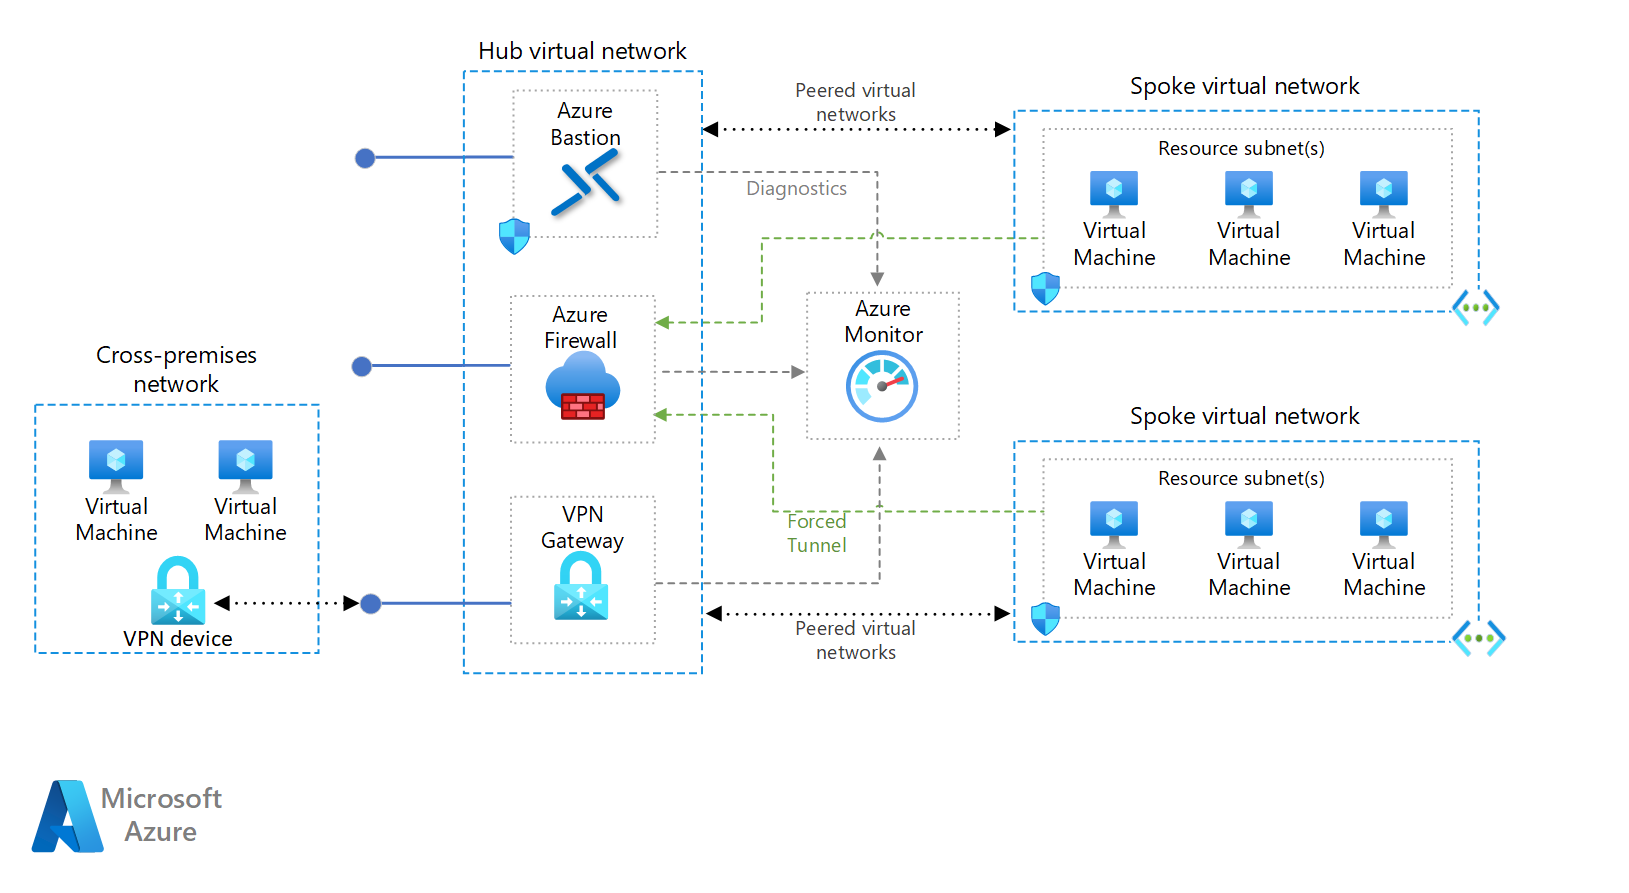 Hub virtual network
Azure
Bastion
Azure
Firewall
VPN
Gateway
Cross-premises
network
Virtual
Machine
Virtual
Machine
VPN device
Peered virtual
networks
Diagnostics
Azure
Monitor
Forced
Tunnel
Peered virtual
networks
Spoke virtual network
Resource subnet(s)
Virtual
Machine
Virtual
Machine
Virtual
Machine
Spoke virtual network
Resource subnet(s)
Virtual
Machine
Virtual
Machine
Virtual
Machine
Microsoft
Azure